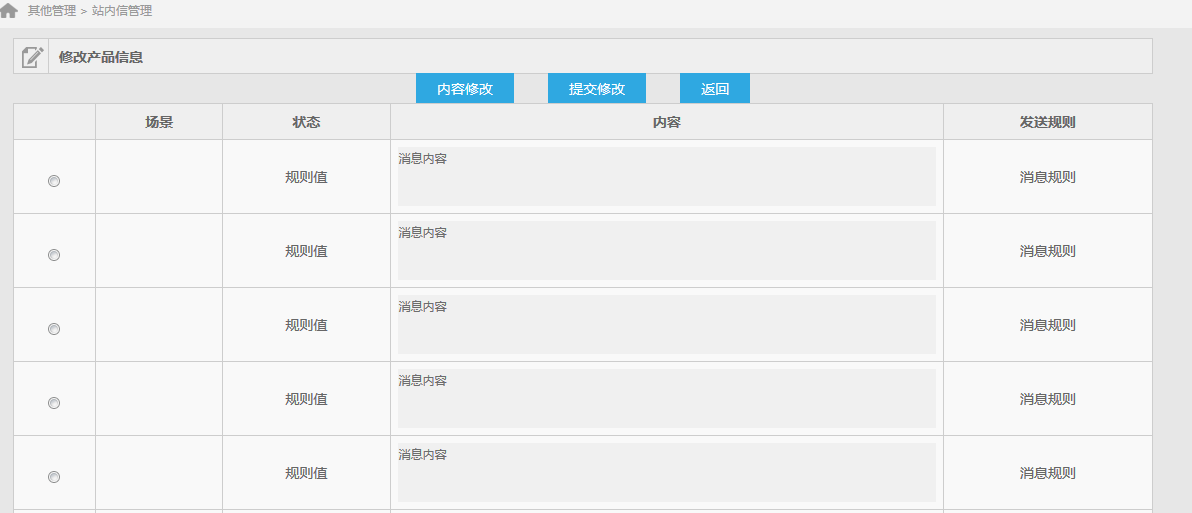 其他管理 > 站内信管理
修改产品信息
内容修改 提交修改 返回
场景 状态 内容 发送规则
规则值 消息内容 消息规则
规则值 消息内容 消息规则
规则值 消息内容 消息规则
规则值 消息内容 消息规则
规则值 消息内容 消息规则